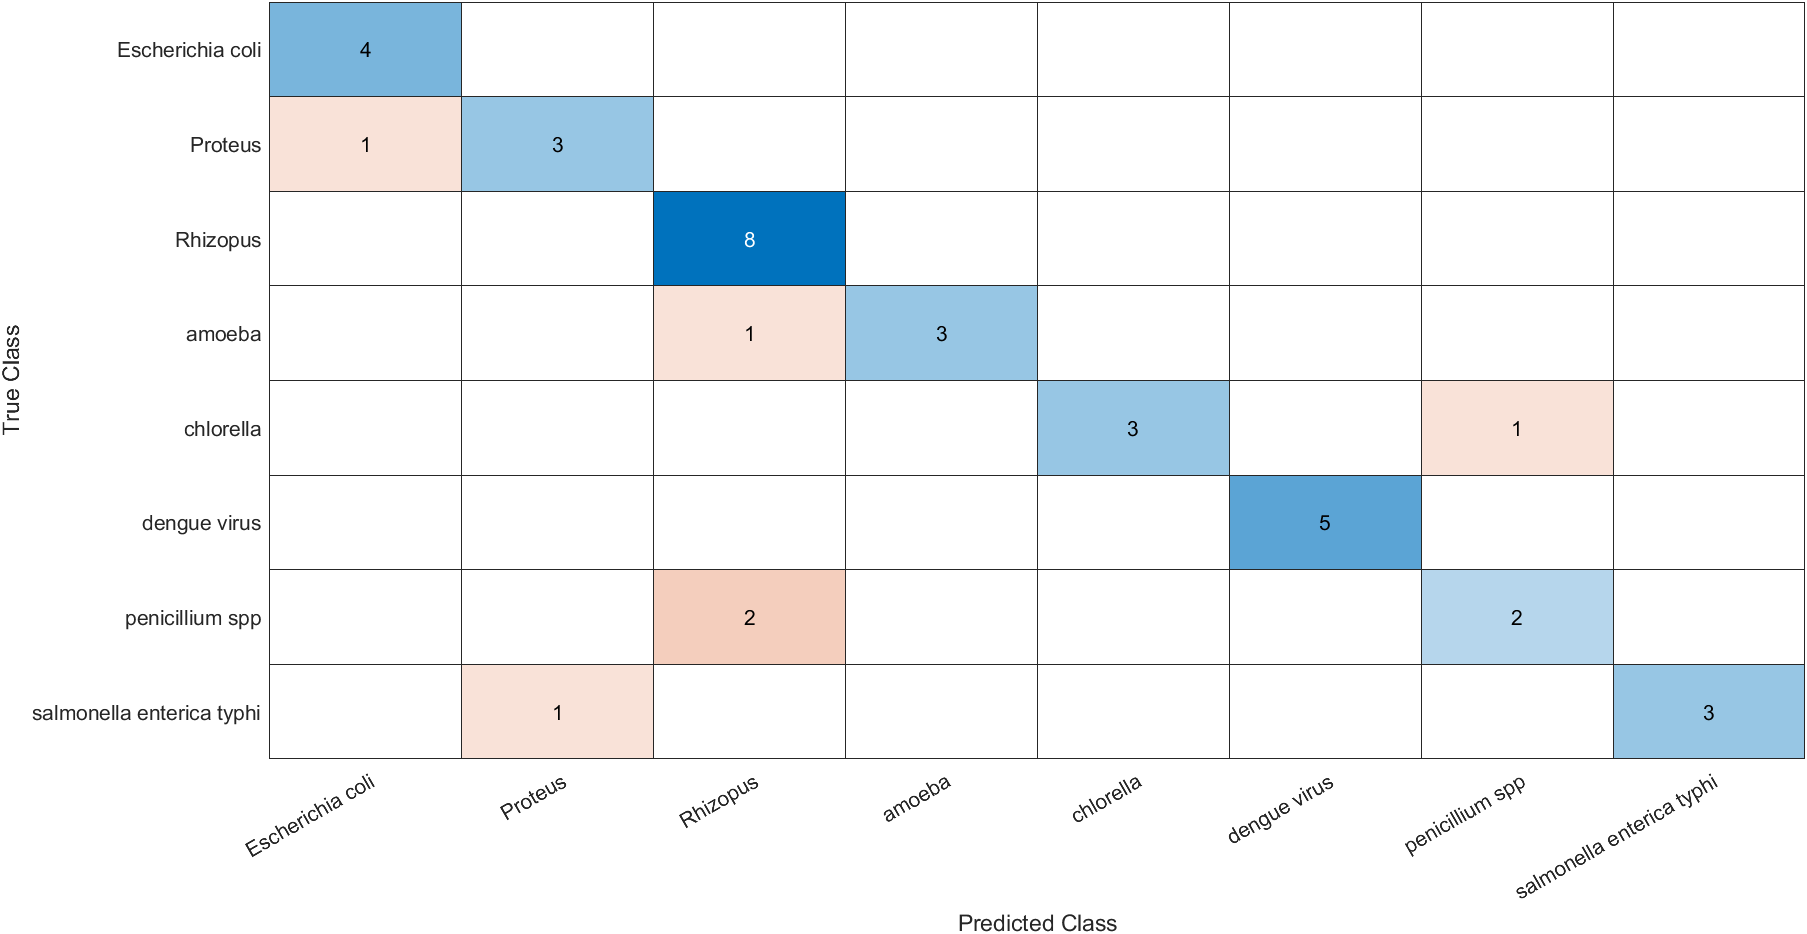 Escherichia coli 4
Proteus 1 3
Rhizopus 8
amoeba 1 3
chlorella 3 1
dengue virus 5
penicillium spp 2 2
salmonella enterica typhi 1 3
True Class
Escherichia coli Proteus Rhizopus amoeba chlorella dengue virus penicillium spp salmonella enterica typhi
Predicted Class